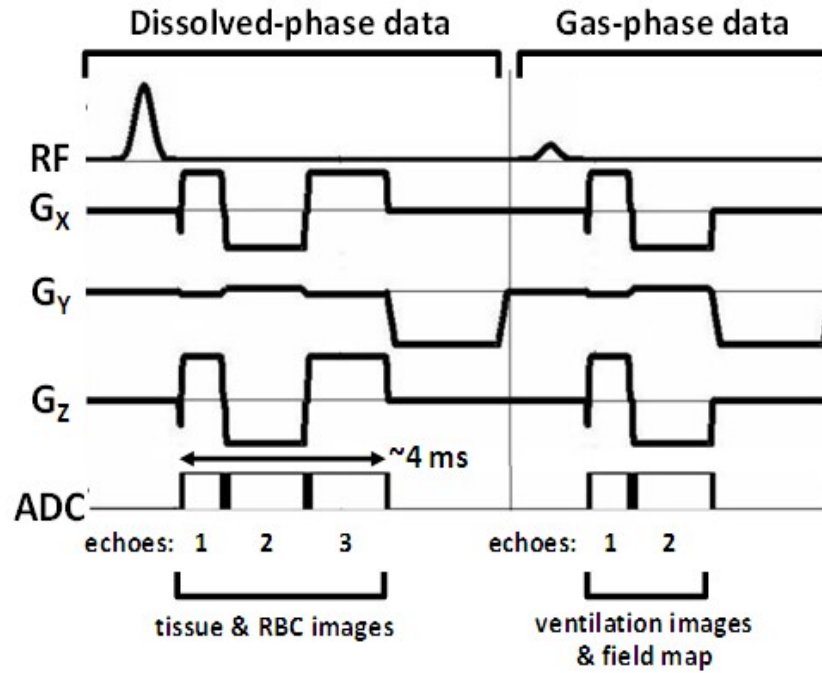 Dissolved-phase data
Gas-phase data
RF
GX
GY
GZ
~4 ms
ADC
echoes: 1 2 3
echoes: 1 2
tissue & RBC images
ventilation images
& field map